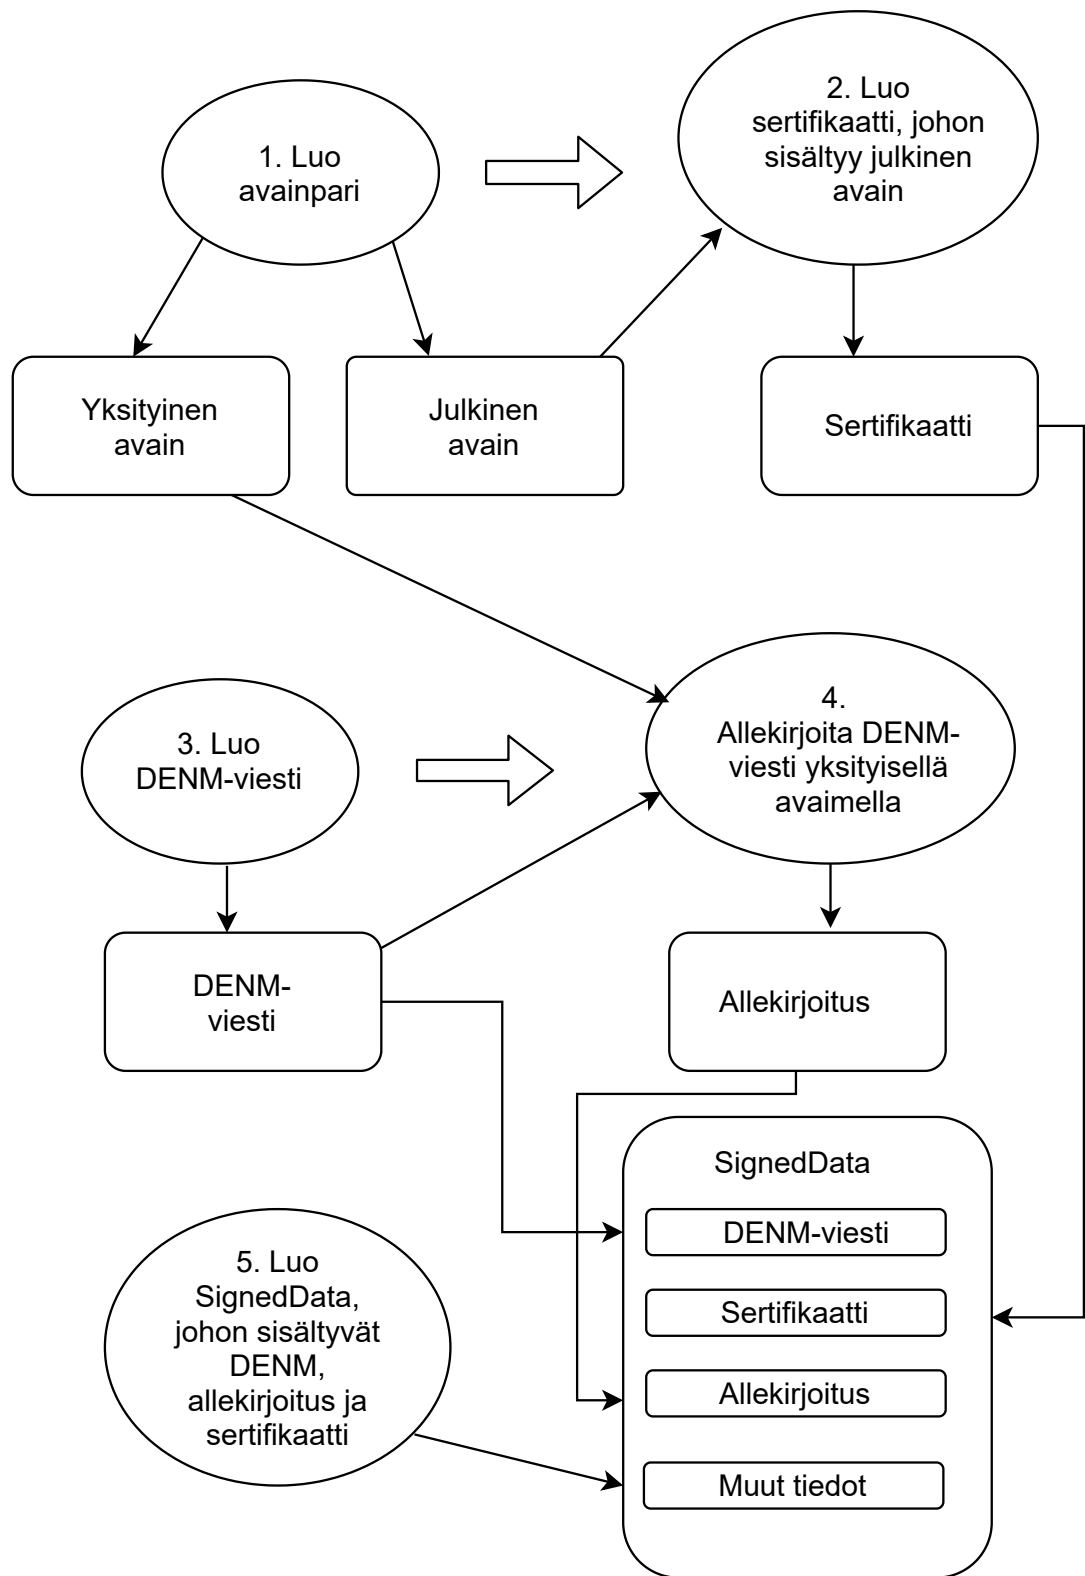 1. Luo
avainpari
2. Luo
sertifikaatti, johon
sisältyy julkinen
avain
Yksityinen
avain
Julkinen
avain
Sertifikaatti
3. Luo
DENM-viesti
4.
Allekirjoita DENM-
viesti yksityisellä
avaimella
DENM-
viesti
Allekirjoitus
SignedData
DENM-viesti
Sertifikaatti
Allekirjoitus
Muut tiedot
5. Luo
SignedData,
johon sisältyvät
DENM,
allekirjoitus ja
sertifikaatti